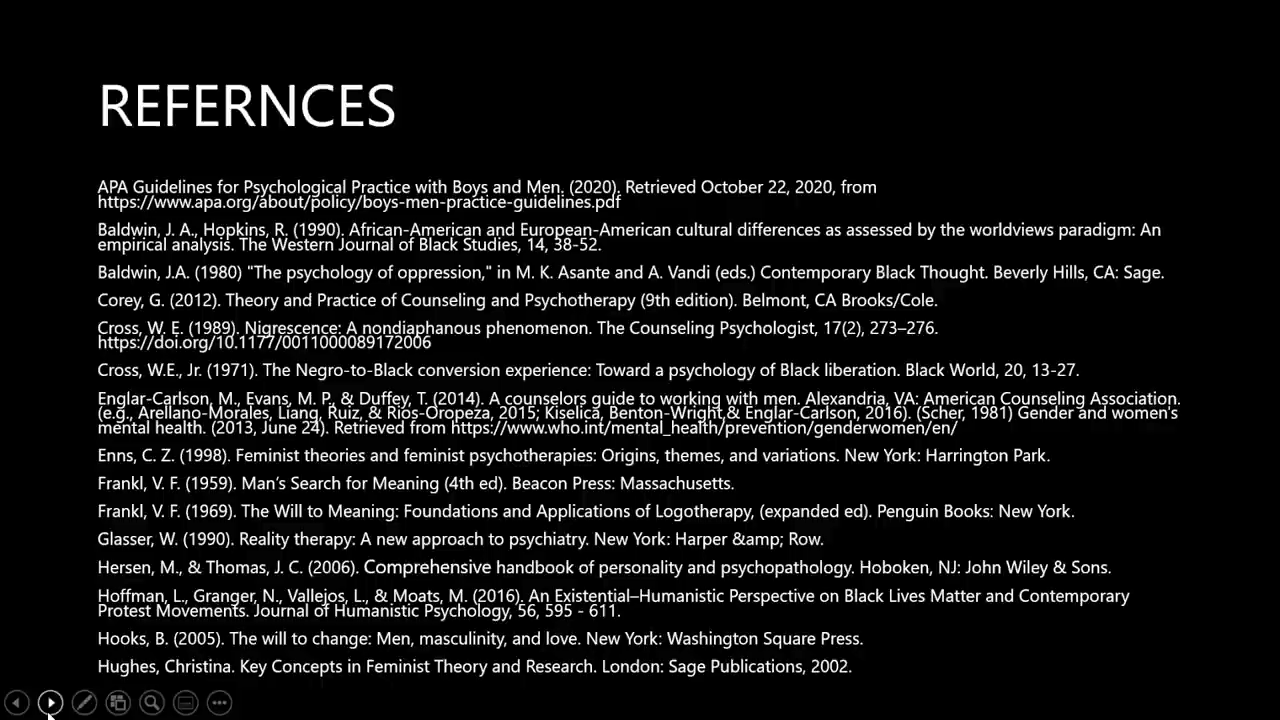 REFERNCES
APA Guidelines for Psychological Practice with Boys and Men. (2020). Retrieved October 22, 2020, from
https://www.apa.org/about/policy/boys-men-practice-guidelines.pdf
Baldwin, J. A., Hopkins, R. (1990). African-American and European-American cultural differences as assessed by the worldviews paradigm: An
empirical analysis. The Western Journal of Black Studies, 14, 38-52.
Baldwin, J.A. (1980) "The psychology of oppression," in M. K. Asante and A. Vandi (eds.) Contemporary Black Thought. Beverly Hills, CA: Sage.
Corey, G. (2012). Theory and Practice of Counseling and Psychotherapy (9th edition). Belmont, CA Brooks/Cole.
Cross, W. E. (1989). Nigrescence: A nondiaphanous phenomenon. The Counseling Psychologist, 17(2), 273–276.
https://doi.org/10.1177/0011000089172006
Cross, W.E., Jr. (1971). The Negro-to-Black conversion experience: Toward a psychology of Black liberation. Black World, 20, 13-27.
Englar-Carlson, M., Evans, M. P., & Duffey, T. (2014). A counselors guide to working with men. Alexandria, VA: American Counseling Association.
(e.g., Arellano-Morales, Liang, Ruiz, & Rios-Oropeza, 2015; Kiselica, Benton-Wright,& Englar-Carlson, 2016). (Scher, 1981) Gender and women's
mental health. (2013, June 24). Retrieved from https://www.who.int/mental_health/prevention/genderwomen/en/
Enns, C. Z. (1998). Feminist theories and feminist psychotherapies: Origins, themes, and variations. New York: Harrington Park.
Frankl, V. F. (1959). Man’s Search for Meaning (4th ed). Beacon Press: Massachusetts.
Frankl, V. F. (1969). The Will to Meaning: Foundations and Applications of Logotherapy, (expanded ed). Penguin Books: New York.
Glasser, W. (1990). Reality therapy: A new approach to psychiatry. New York: Harper &amp; Row.
Hersen, M., & Thomas, J. C. (2006). Comprehensive handbook of personality and psychopathology. Hoboken, NJ: John Wiley & Sons.
Hoffman, L., Granger, N., Vallejos, L., & Moats, M. (2016). An Existential–Humanistic Perspective on Black Lives Matter and Contemporary
Protest Movements. Journal of Humanistic Psychology, 56, 595 - 611.
Hooks, B. (2005). The will to change: Men, masculinity, and love. New York: Washington Square Press.
Hughes, Christina. Key Concepts in Feminist Theory and Research. London: Sage Publications, 2002.